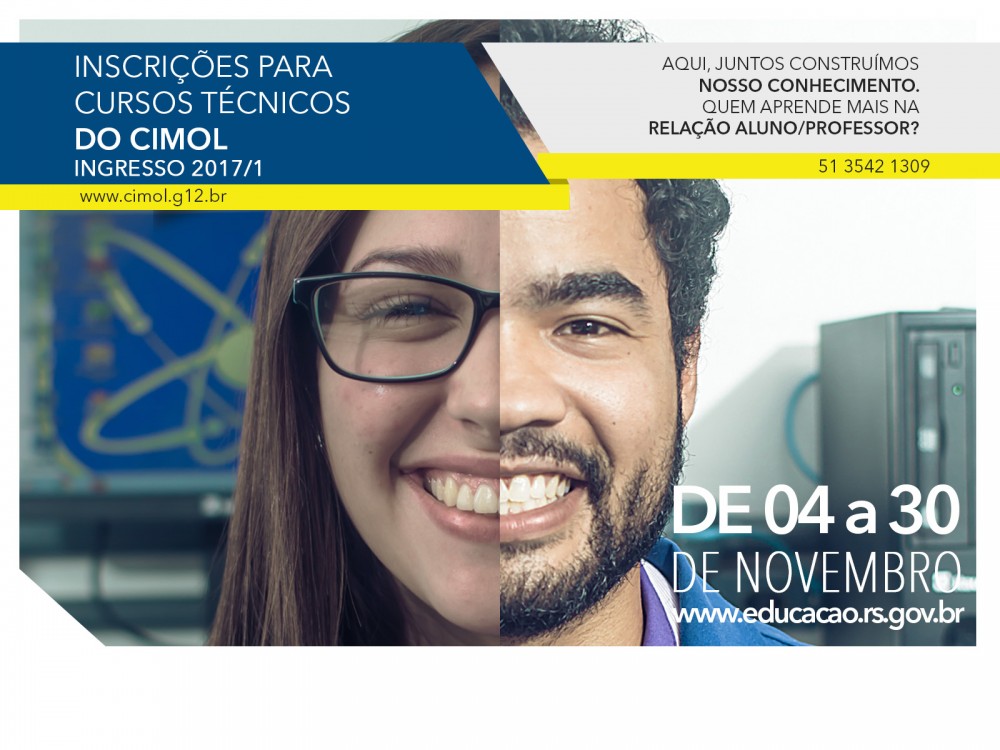 INSCRIÇÕES PARA
CURSOS TÉCNICOS
DO CIMOL
INGRESSO 2017/1
www.cimol.g12.br
AQUI, JUNTOS CONSTRUÍMOS
NOSSO CONHECIMENTO.
QUEM APRENDE MAIS NA
RELAÇÃO ALUNO/PROFESSOR?
51 3542 1309
DE 04 a 30
DE NOVEMBRO
www.educacao.rs.gov.br